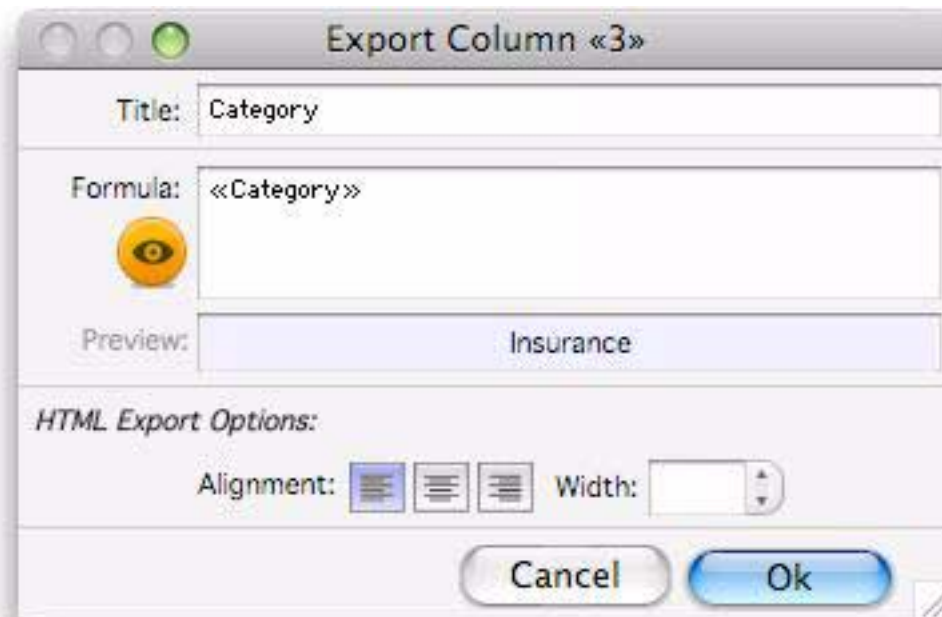 Export Column «3»
Title: Category
Formula: «Category»
Preview: Insurance
HTML Export Options:
Alignment: Width:
Cancel Ok